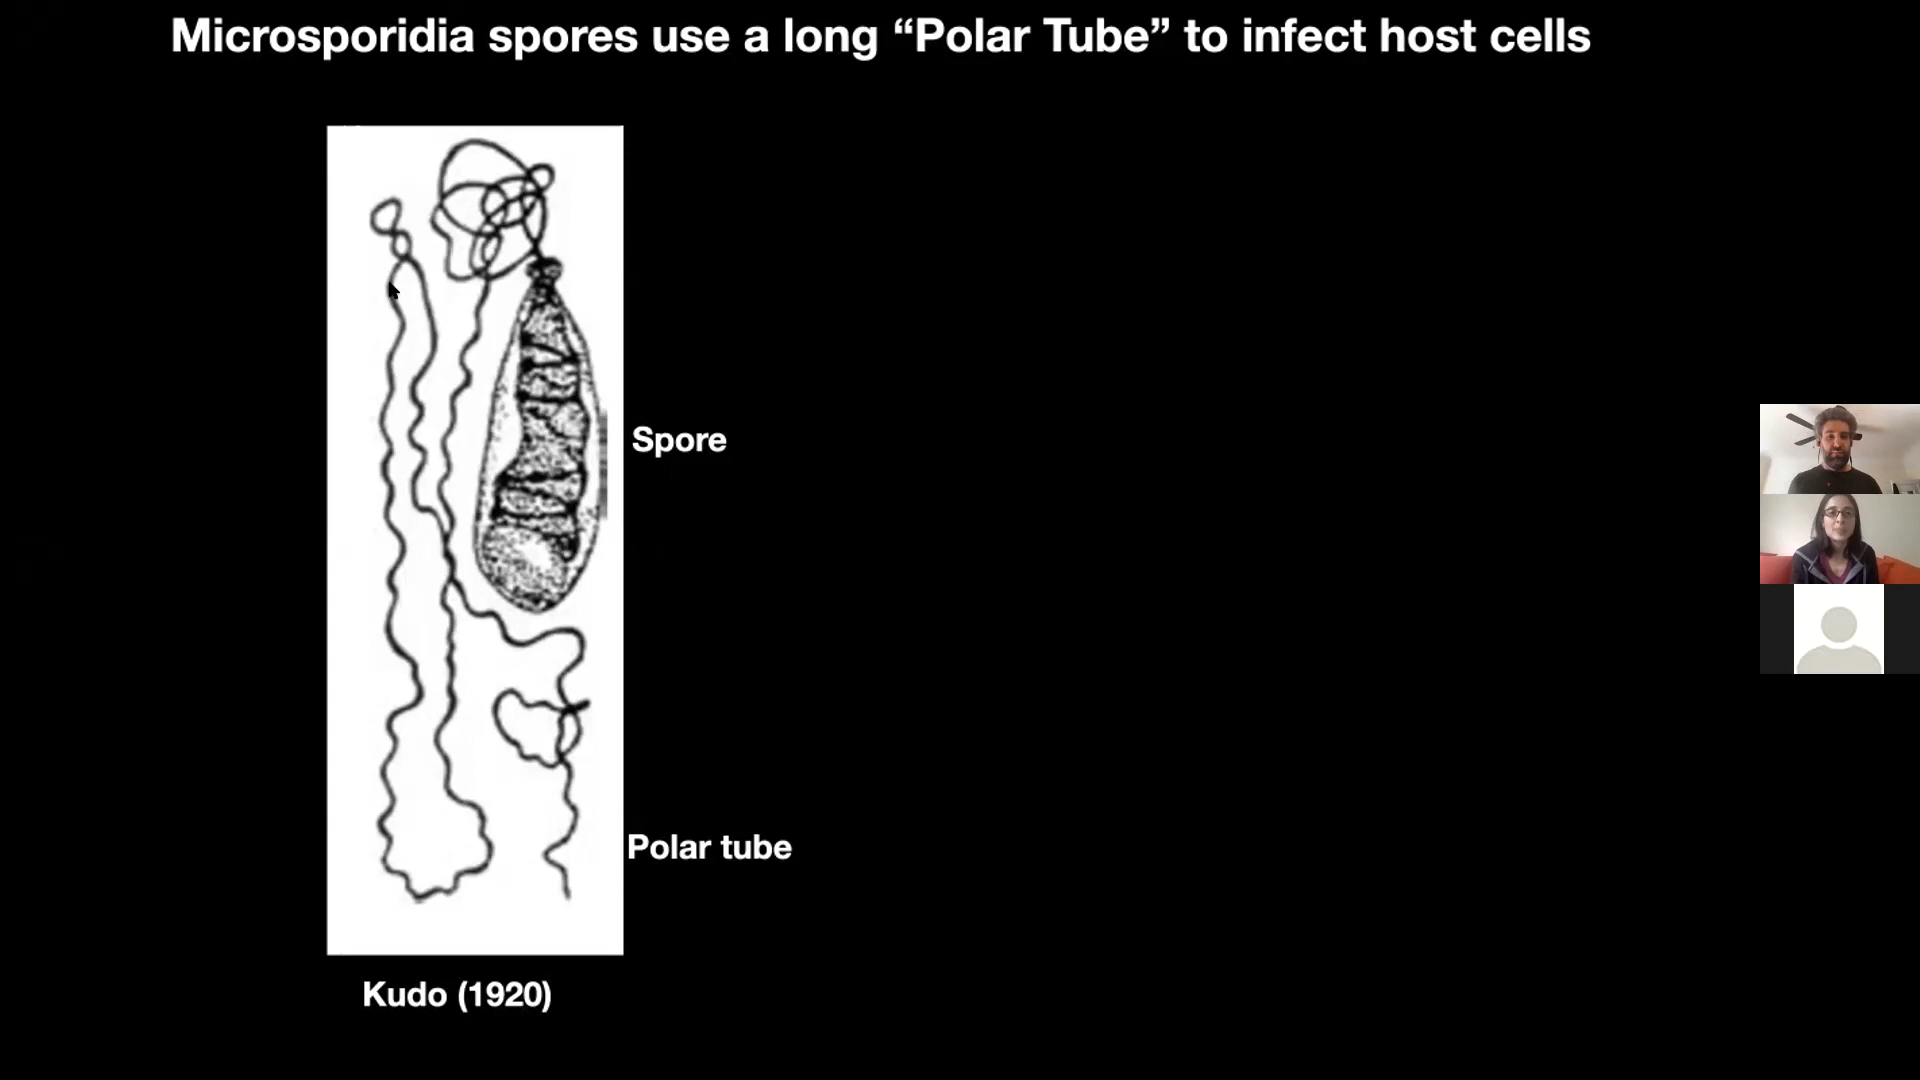 Microsporidia spores use a long “Polar Tube” to infect host cells
Spore
Polar tube
Kudo (1920)